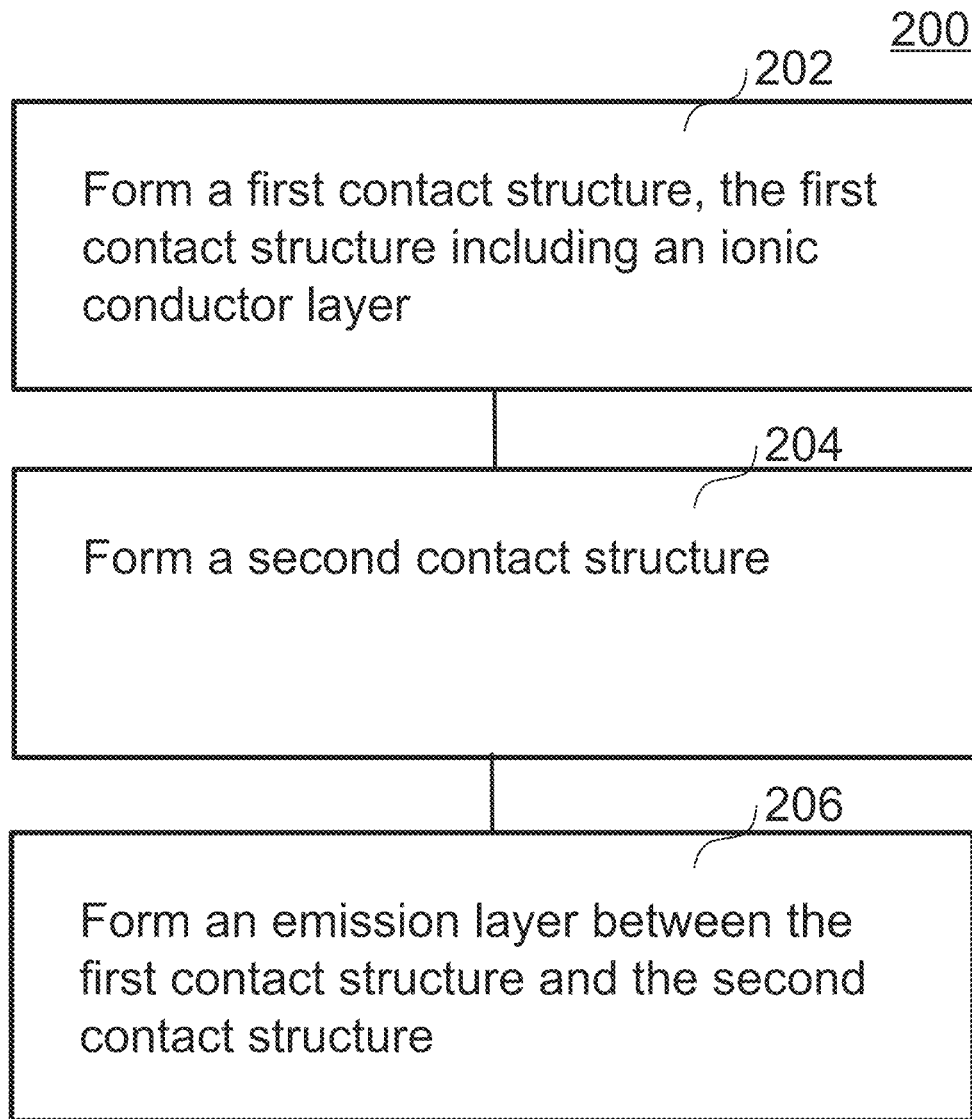 200
202
Form a first contact structure, the first
contact structure including an ionic
conductor layer
204
Form a second contact structure
206
Form an emission layer between the
first contact structure and the second
contact structure